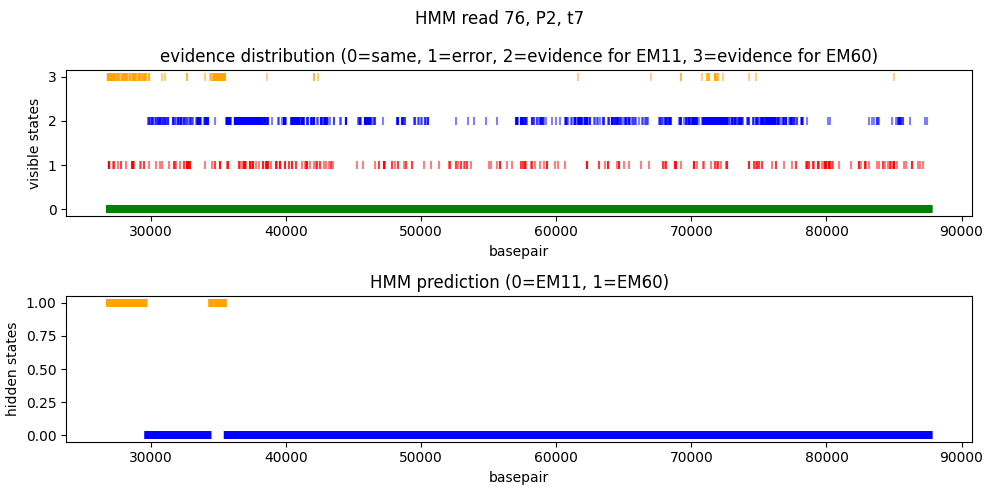 HMM read 76, P2, t7
evidence distribution (0=same, 1=error, 2=evidence for EM11, 3=evidence for EM60)
visible states
3
2
1
0
30000 40000 50000 60000 70000 80000 90000
basepair
HMM prediction (0=EM11, 1=EM60)
hidden states
1.00
0.75
0.50
0.25
0.00
30000 40000 50000 60000 70000 80000 90000
basepair